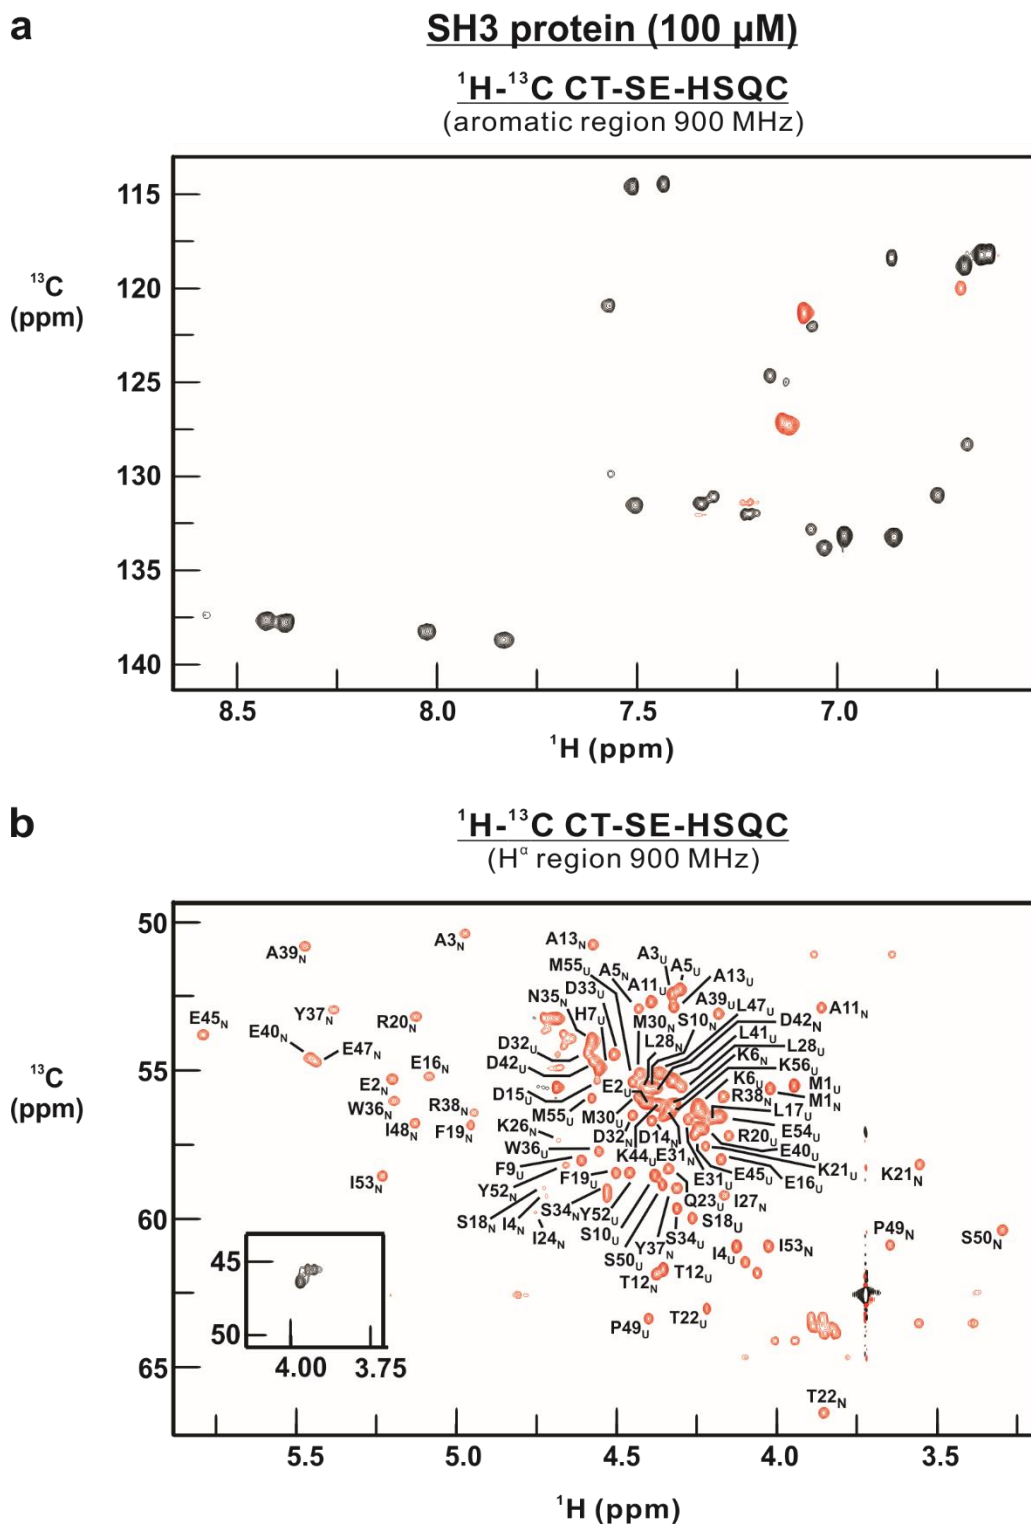 a
SH3 protein (100 µM)
¹H-¹³C CT-SE-HSQC
(aromatic region 900 MHz)
115
¹³C
(ppm)
120
125
130
135
140
8.5 8.0 7.5 7.0
¹H (ppm)
b
¹H-¹³C CT-SE-HSQC
(Hᵅ region 900 MHz)
50
A3N
A13N
A39N
M55U
A5N
A3U
A5U
A11U
A13U
D33U
N35N
H7U
A39U
L47U
Y37N
R20N
M30N
S10N
D42N
A11N
E45N
E40N
E47N
L28N
L41U
¹³C
(ppm)
55
D32U
D42U
E16N
K6N
L28U
K56U
E2N
D15U
E2U
K6U
M1U
R38N
M1N
W36N
R38N
M55U
M30U
L17U
I48N
F19N
K26N
D32N
D14N
R20U
E54U
W36U
E40U
K44U
E31N
K21U
F9U
E31U
E45U
E16U
K21N
I53N
Y52N
F19U
Q23U
I27N
60
S18N
S34N
Y52U
S18U
I4N
S10U
Y37N
S34U
P49N
S50N
I24N
S50U
I4U
I53N
T12N
T12U
45
50
4.00 3.75
P49U
T22U
65
T22N
5.5 5.0 4.5 4.0 3.5
¹H (ppm)